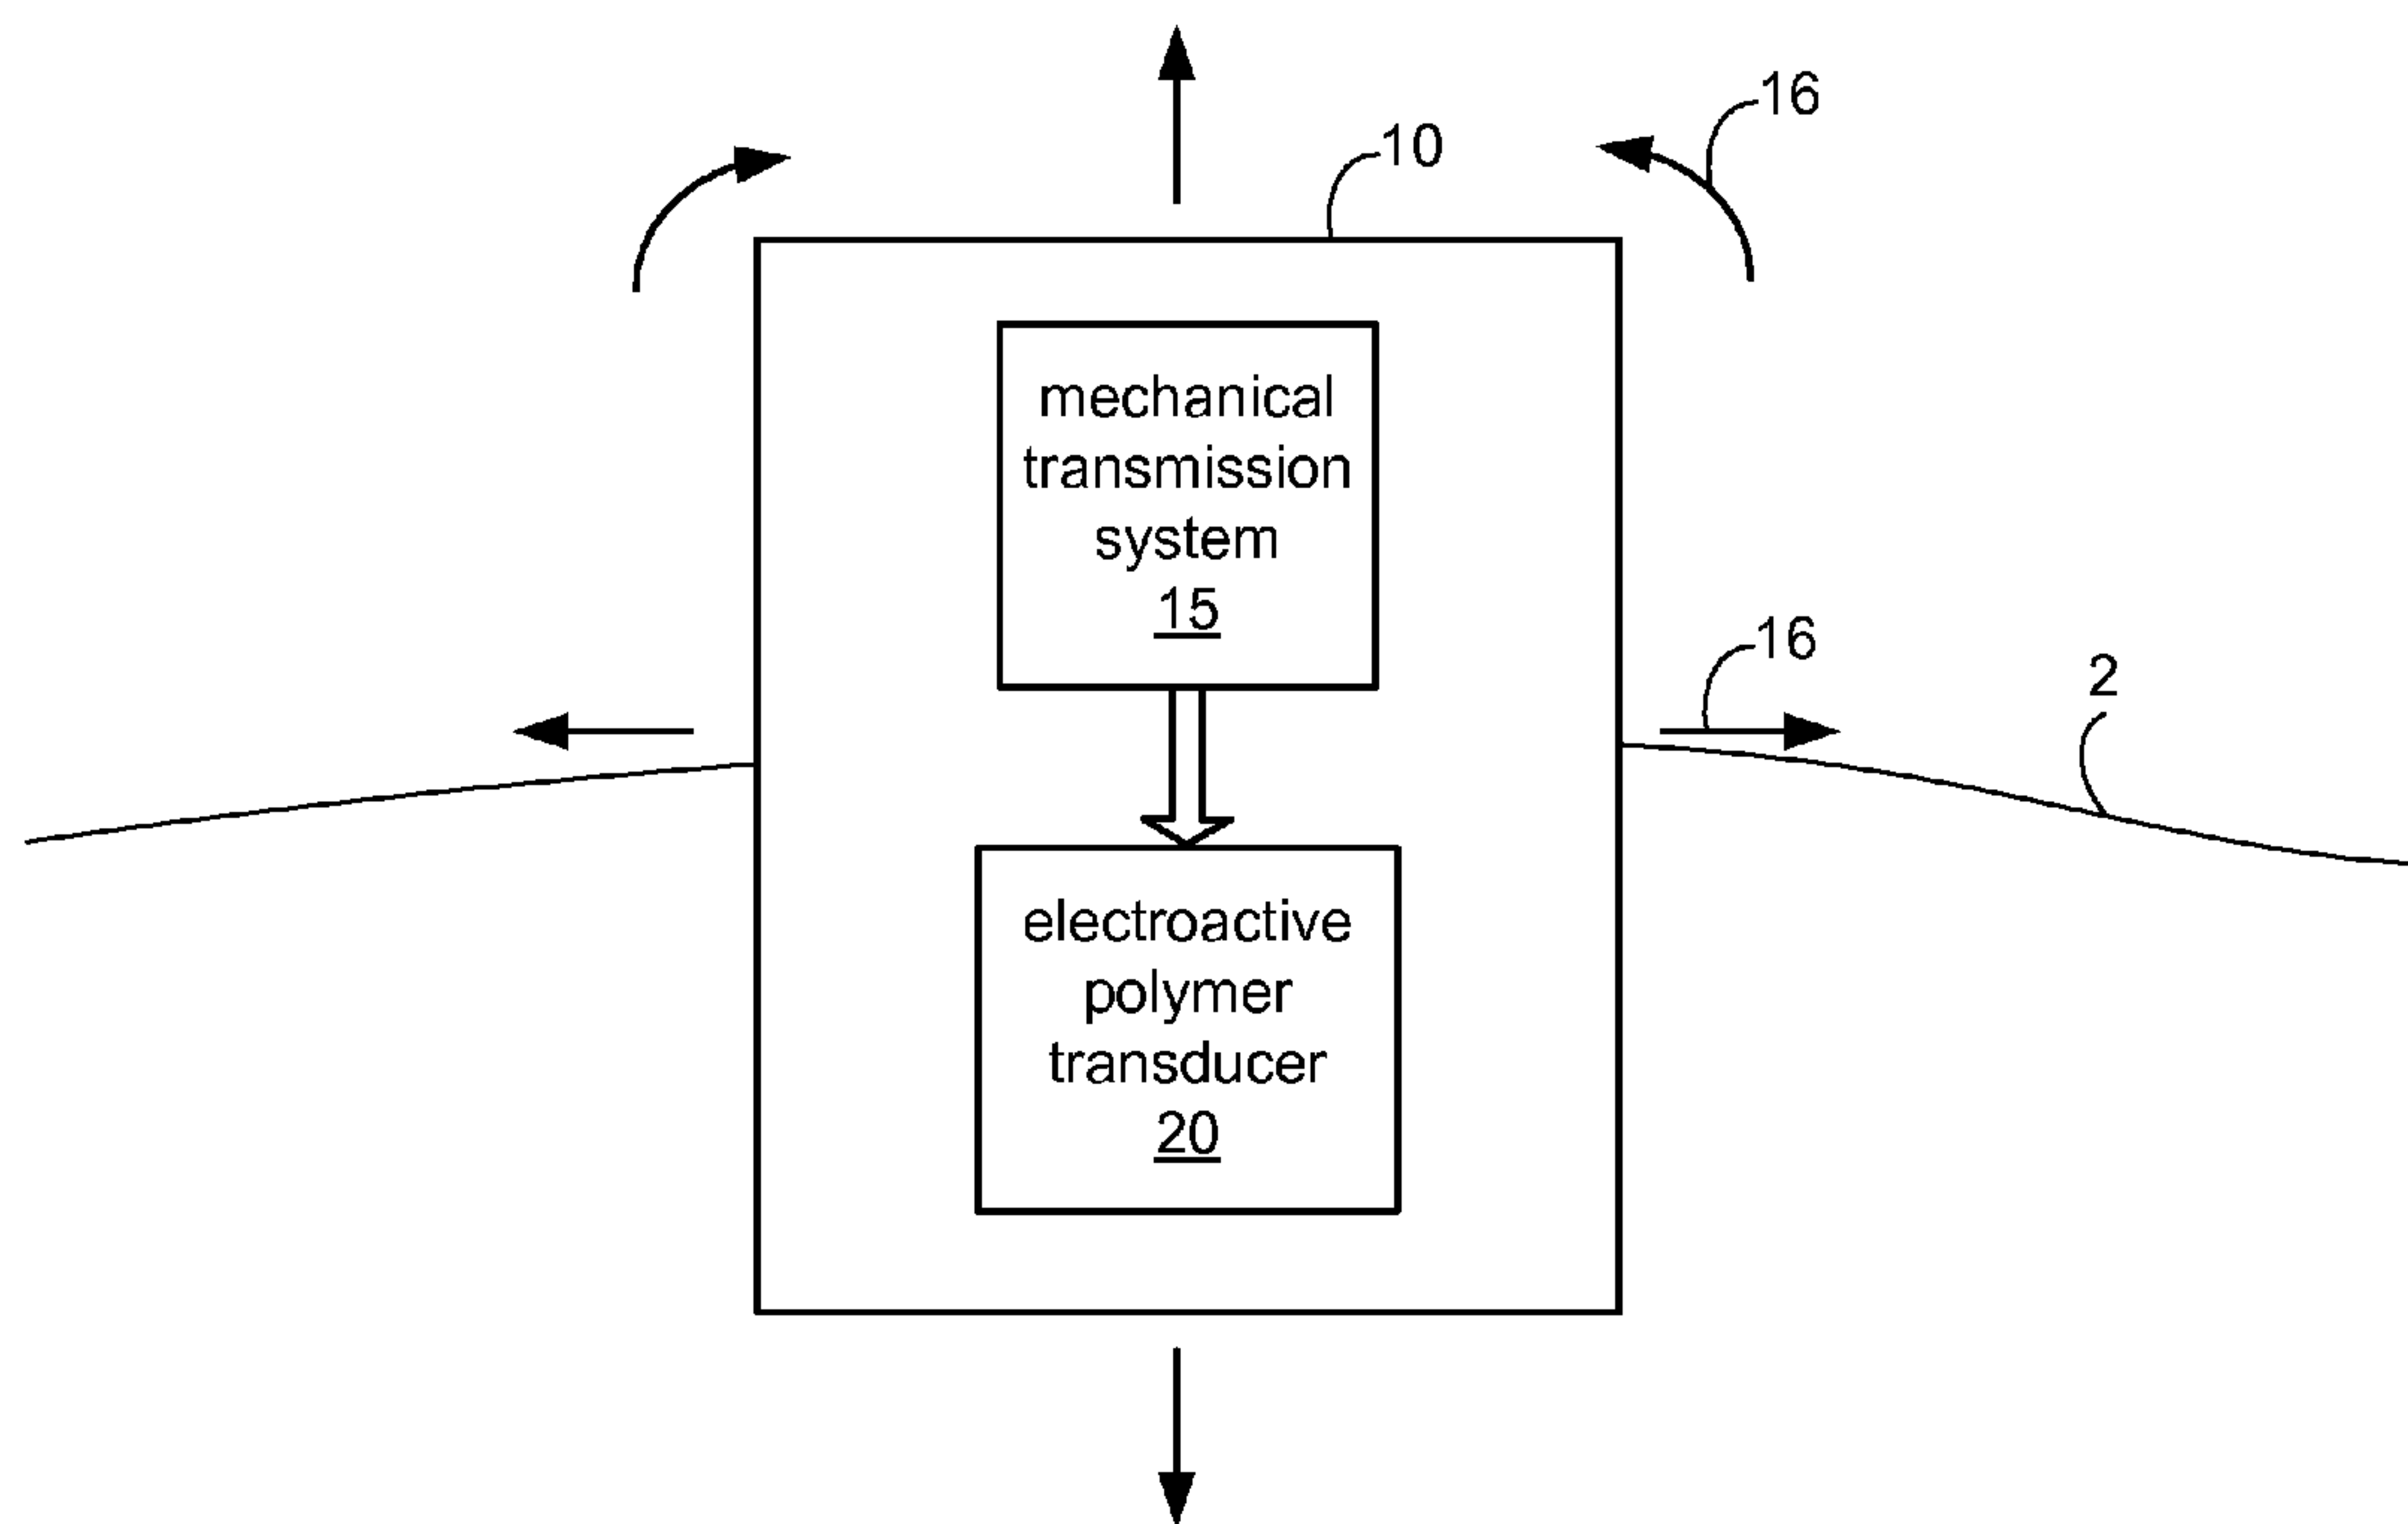 16
10
mechanical
transmission
system
15
16
2
electroactive
polymer
transducer
20